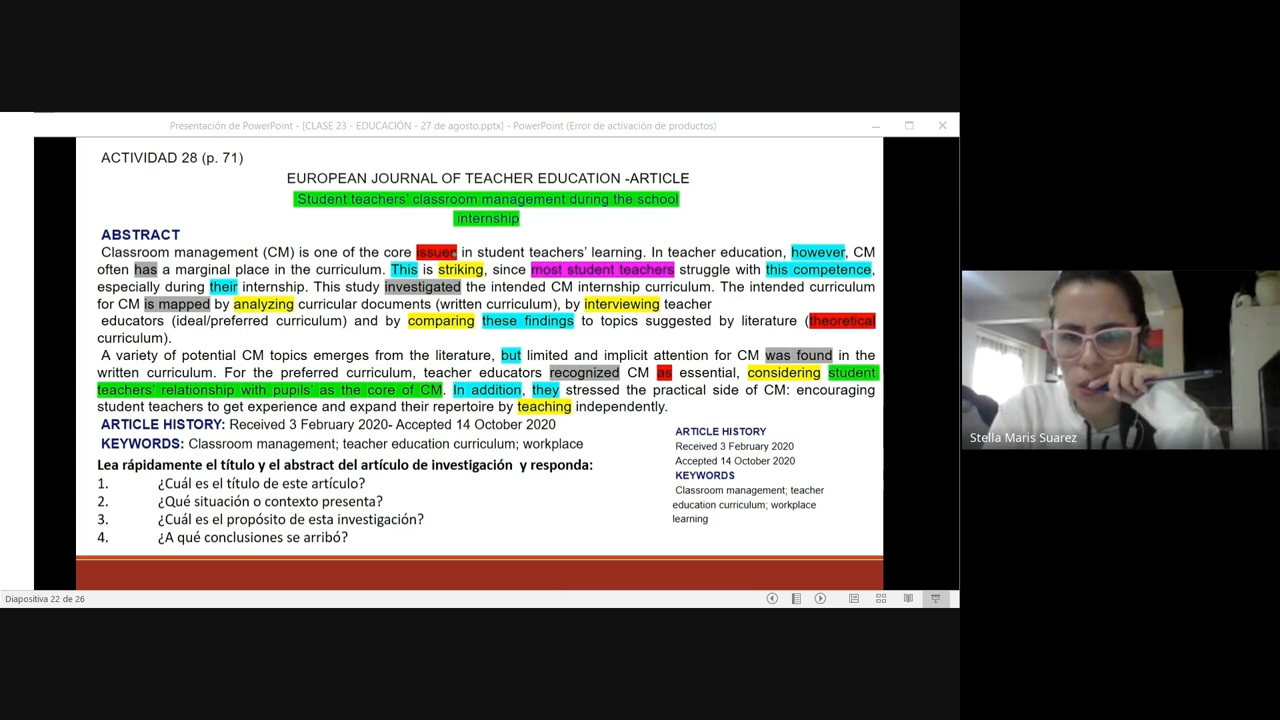 Presentación de PowerPoint - [CLASE 23 - EDUCACIÓN - 27 de agosto.pptx] - PowerPoint (Error de activación de productos)
ACTIVIDAD 28 (p. 71)
EUROPEAN JOURNAL OF TEACHER EDUCATION -ARTICLE
Student teachers' classroom management during the school
internship
ABSTRACT
Classroom management (CM) is one of the core issuer in student teachers' learning. In teacher education, however, CM
often has a marginal place in the curriculum. This is striking, since most student teachers struggle with this competence,
especially during their internship. This study investigated the intended CM internship curriculum. The intended curriculum
for CM is mapped by analyzing curricular documents (written curriculum), by interviewing teacher
educators (ideal/preferred curriculum) and by comparing these findings to topics suggested by literature (theoretical
curriculum).
A variety of potential CM topics emerges from the literature, but limited and implicit attention for CM was found in the
written curriculum. For the preferred curriculum, teacher educators recognized CM as essential, considering student
teachers' relationship with pupils' as the core of CM. In addition, they stressed the practical side of CM: encouraging
student teachers to get experience and expand their repertoire by teaching independently.
ARTICLE HISTORY: Received 3 February 2020- Accepted 14 October 2020
KEYWORDS: Classroom management; teacher education curriculum; workplace
Lea rápidamente el título y el abstract del artículo de investigación y responda:
1. ¿Cuál es el título de este artículo?
2. ¿Qué situación o contexto presenta?
3. ¿Cuál es el propósito de esta investigación?
4. ¿A qué conclusiones se arribó?
ARTICLE HISTORY
Received 3 February 2020
Accepted 14 October 2020
KEYWORDS
Classroom management; teacher
education curriculum; workplace
learning
Diapositiva 22 de 26
Stella Maris Suarez